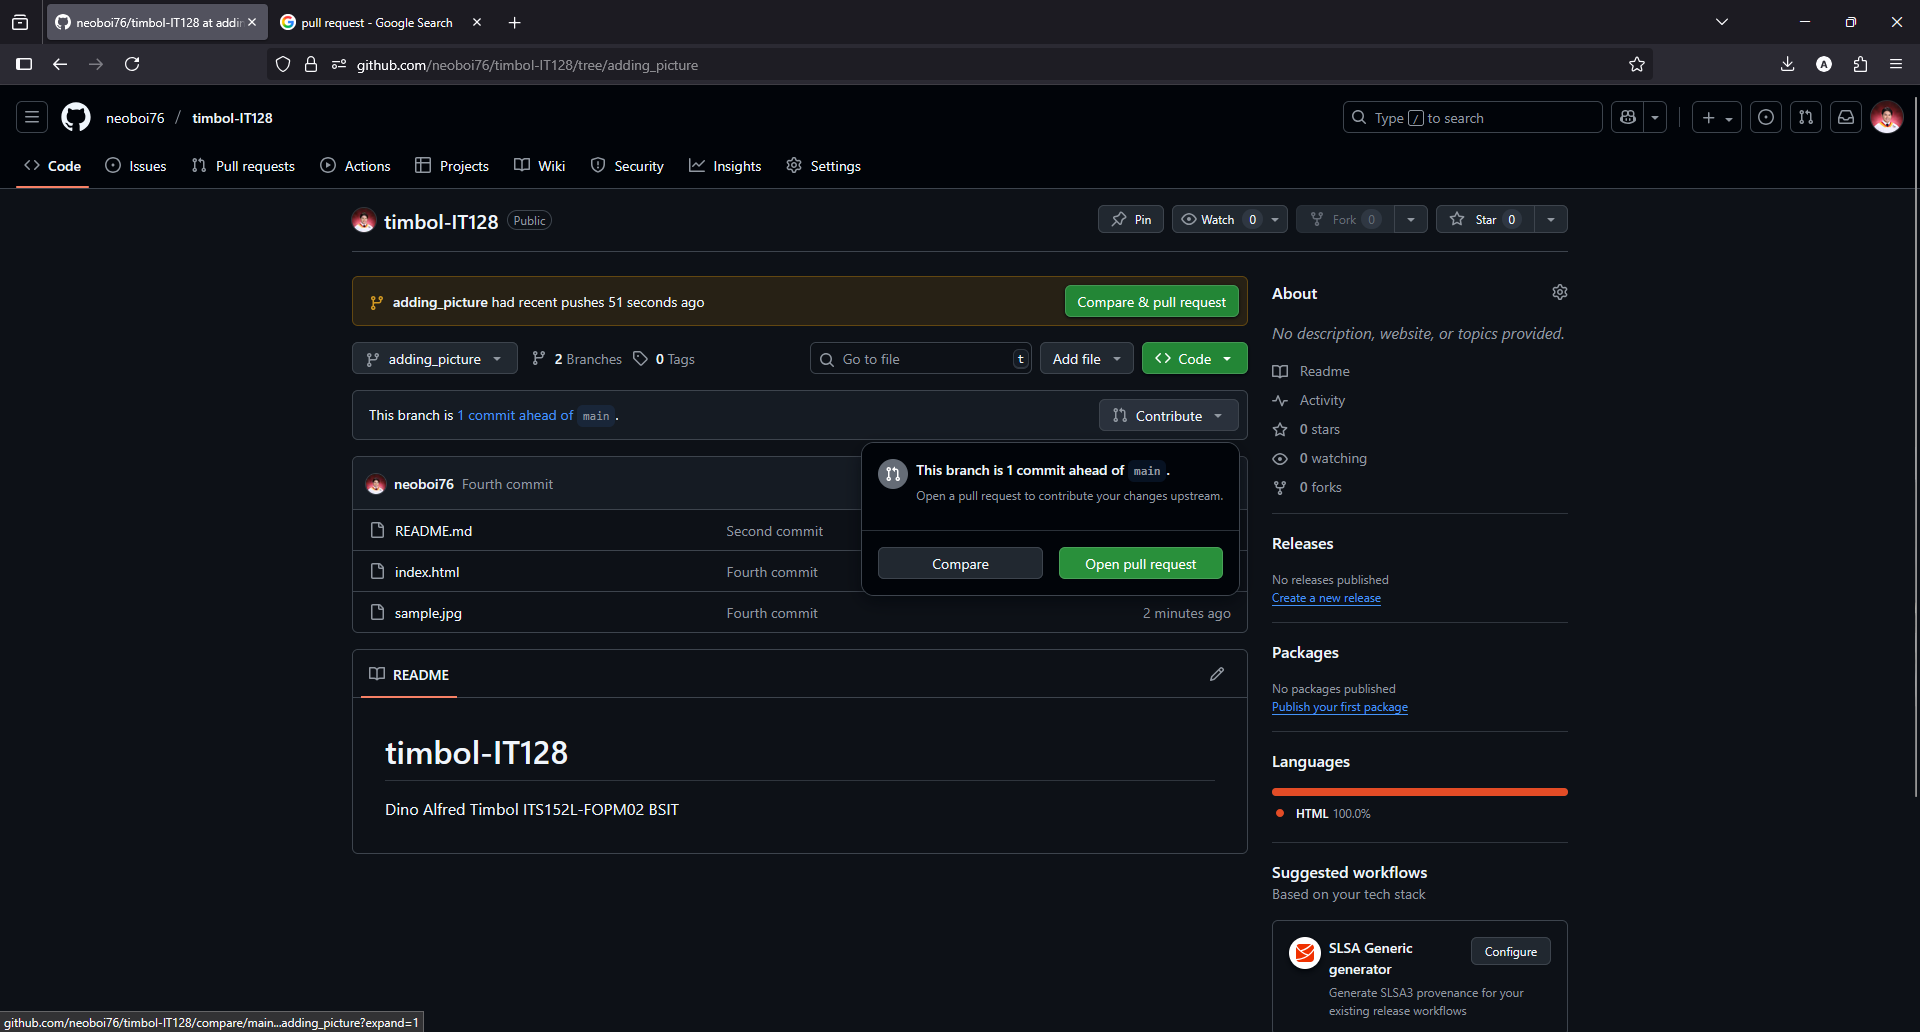 neoboi76/timbol-IT128 at addin
pull request - Google Search
github.com/neoboi76/timbol-IT128/tree/adding_picture
A
neoboi76 / timbol-IT128
Type / to search
Code
Issues
Pull requests
Actions
Projects
Wiki
Security
Insights
Settings
timbol-IT128
Public
Pin
Watch 0
Fork 0
Star 0
adding_picture had recent pushes 51 seconds ago
Compare & pull request
adding_picture
2 Branches
0 Tags
Go to file
t
Add file
Code
This branch is 1 commit ahead of main .
Contribute
This branch is 1 commit ahead of main .
Open a pull request to contribute your changes upstream.
Compare
Open pull request
neoboi76 Fourth commit
README.md Second commit
index.html Fourth commit
sample.jpg Fourth commit 2 minutes ago
README
timbol-IT128
Dino Alfred Timbol ITS152L-FOPM02 BSIT
About
No description, website, or topics provided.
Readme
Activity
0 stars
0 watching
0 forks
Releases
No releases published
Create a new release
Packages
No packages published
Publish your first package
Languages
HTML 100.0%
Suggested workflows
Based on your tech stack
SLSA Generic
generator
Configure
Generate SLSA3 provenance for your
existing release workflows
github.com/neoboi76/timbol-IT128/compare/main...adding_picture?expand=1